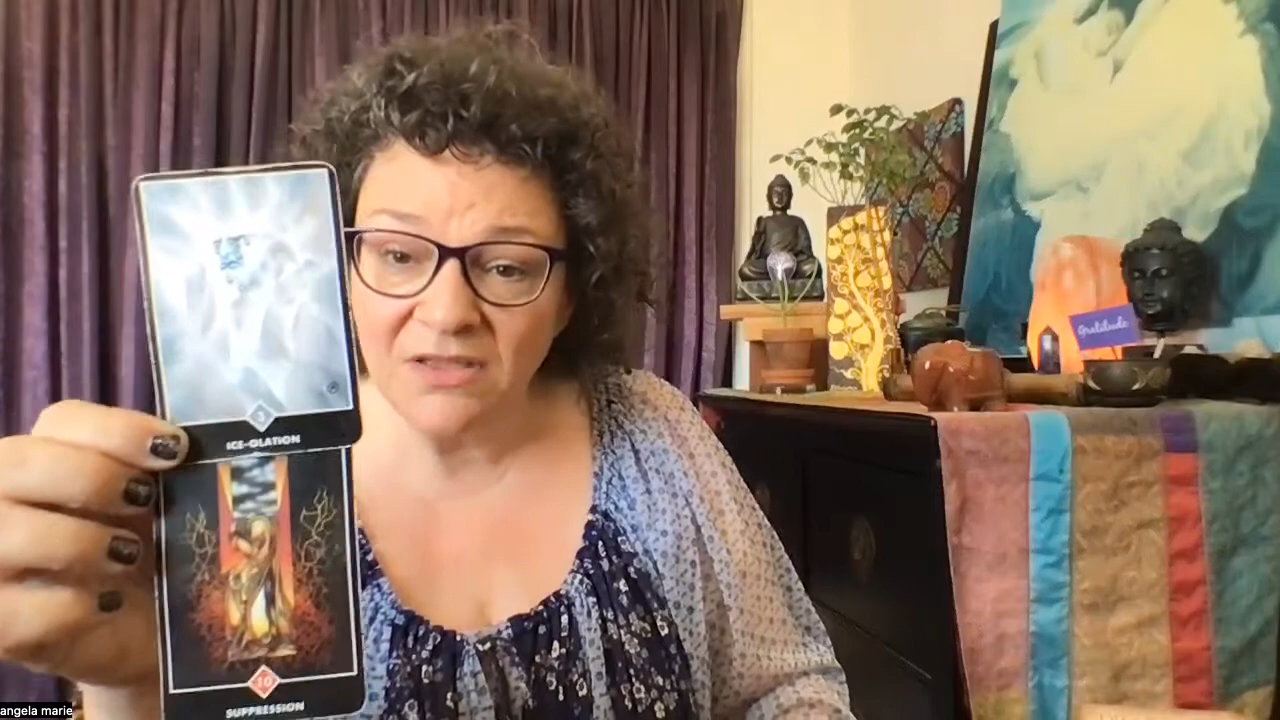 3
ICE-OLATION
10
SUPPRESSION
Gratitude
angela marie